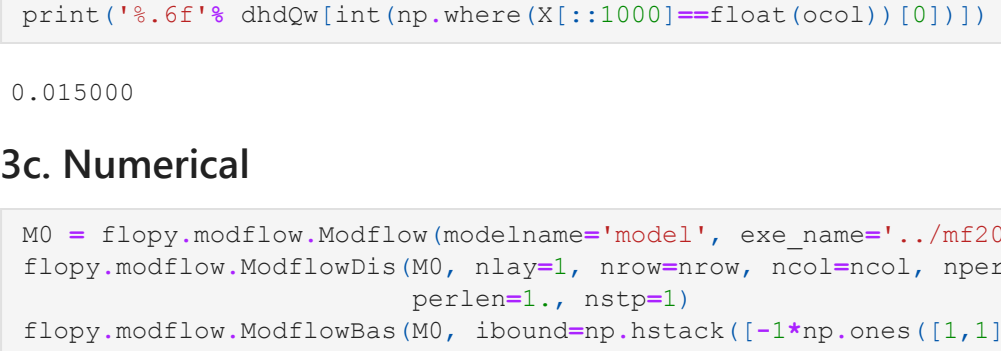 print('%.6f'% dhdQw[int(np.where(X[::1000]==float(ocol))[0])])
0.015000
3c. Numerical
M0 = flopy.modflow.Modflow(modelname='model', exe_name='../mf20
flopy.modflow.ModflowDis(M0, nlay=1, nrow=nrow, ncol=ncol, nper
perlen=1., nstp=1)
flopy.modflow.ModflowBas(M0, ibound=np.hstack([-1*np.ones([1,1]